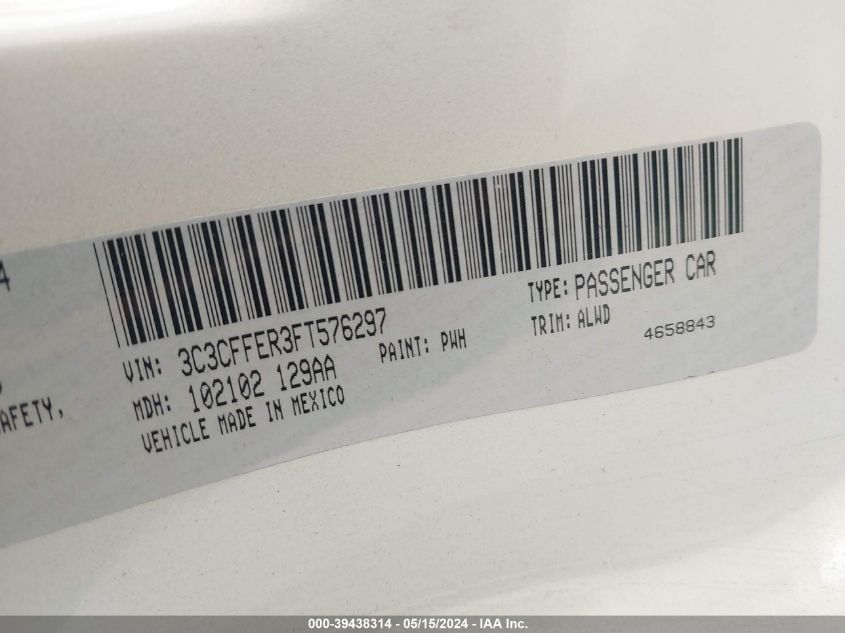 4
AFETY,
VIN: 3C3CFFER3FT576297
MDH: 102102 129AA
VEHICLE MADE IN MEXICO
PAINT: PWH
TYPE: PASSENGER CAR
TRIM: ALWD
4658843
000-39438314 - 05/15/2024 - IAA Inc.